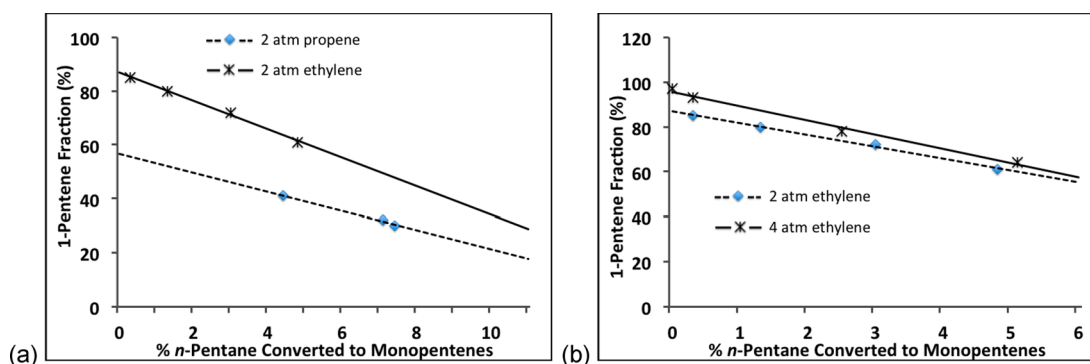 100
80
60
40
20
0
1-Pentene Fraction (%)
2 atm propene
2 atm ethylene
0 2 4 6 8 10
% n-Pentane Converted to Monopentenes
(a)
120
100
80
60
40
20
0
1-Pentene Fraction (%)
2 atm ethylene
4 atm ethylene
0 1 2 3 4 5 6
% n-Pentane Converted to Monopentenes
(b)